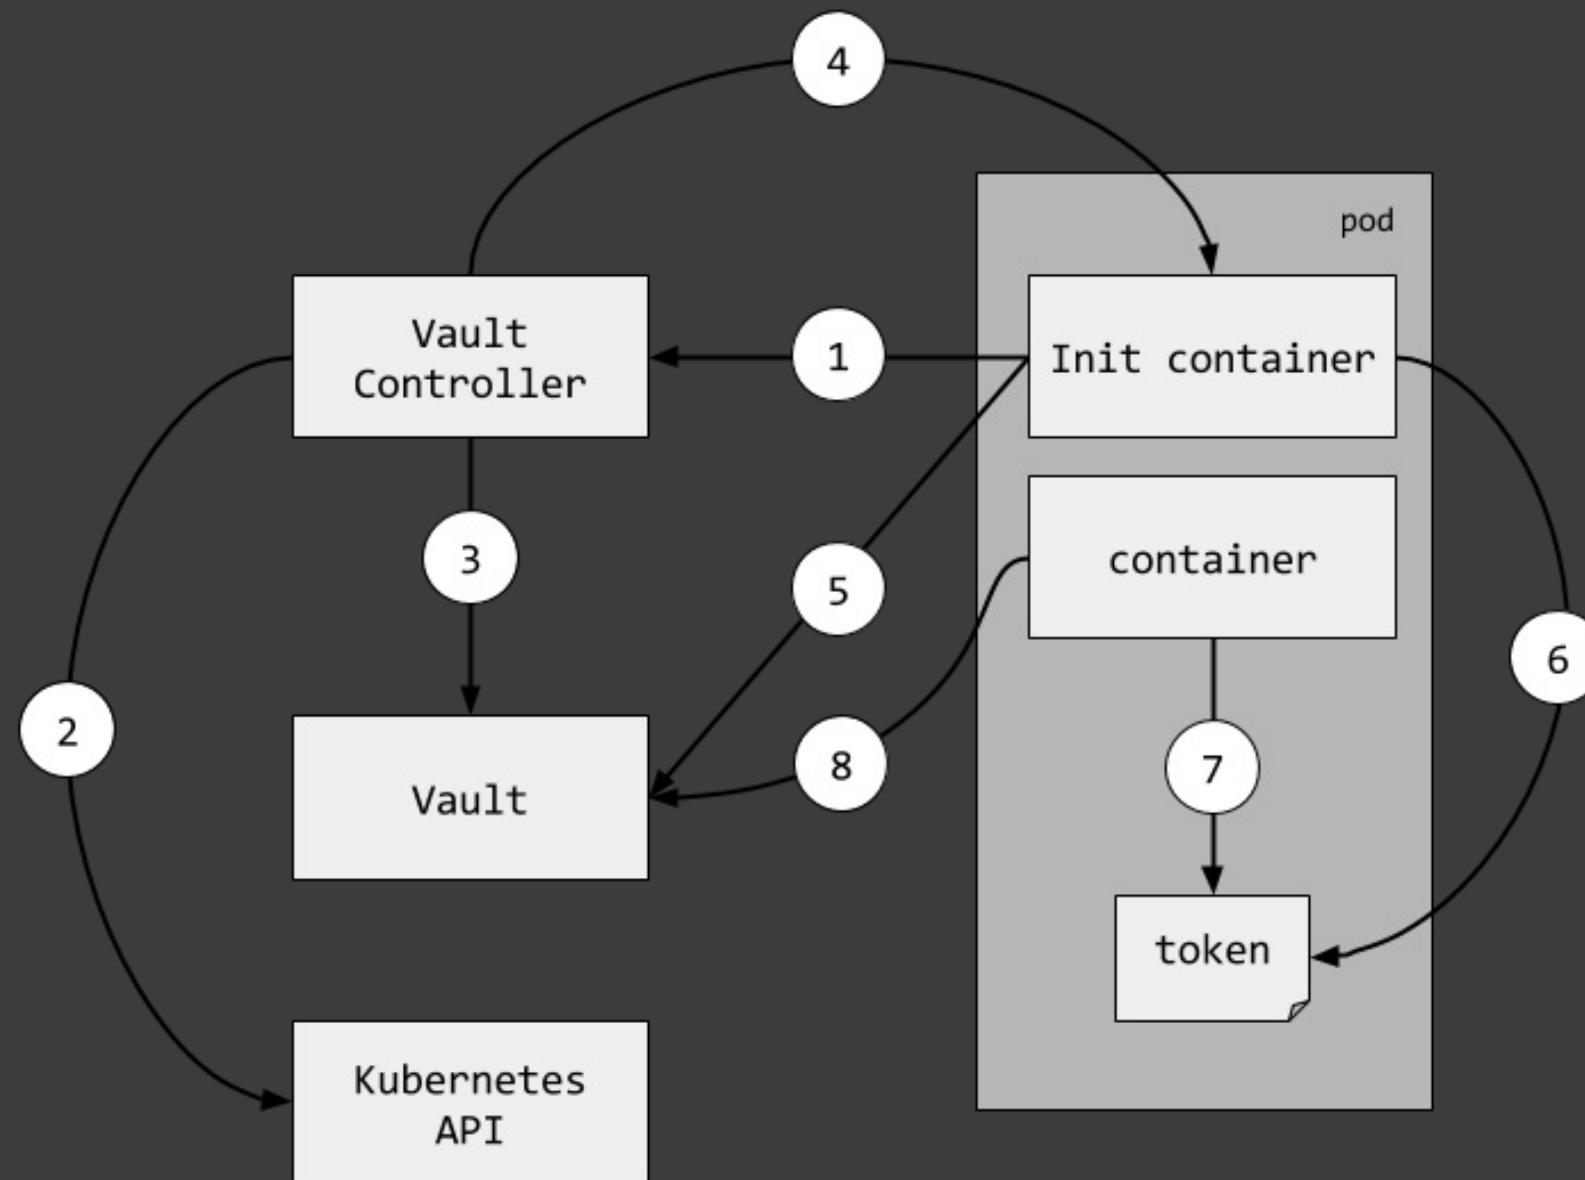 4
pod
Vault
Controller
1
Init container
3
5
container
2
8
6
7
Vault
token
Kubernetes
API